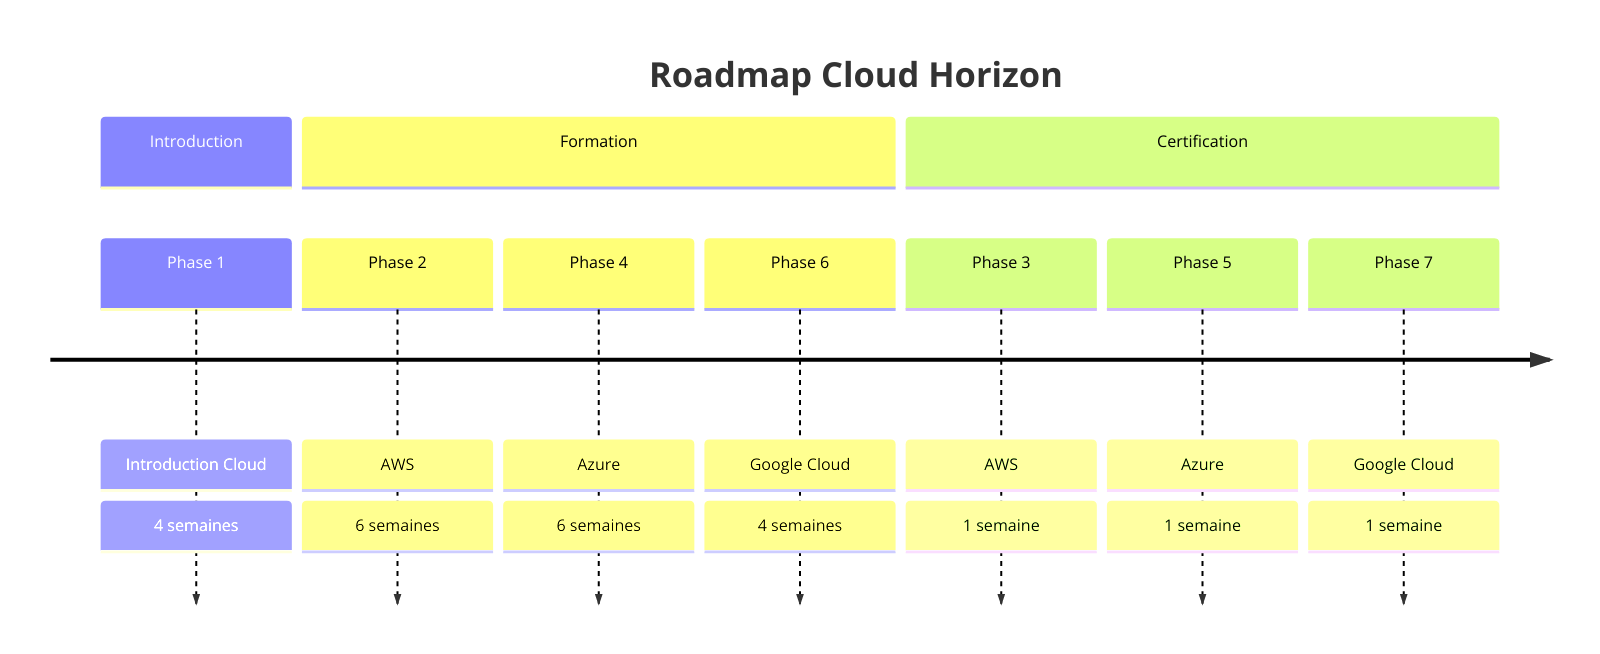 Roadmap Cloud Horizon
Introduction
Formation
Certification
Phase 1
Phase 2
Phase 4
Phase 6
Phase 3
Phase 5
Phase 7
Introduction Cloud
AWS
Azure
Google Cloud
AWS
Azure
Google Cloud
4 semaines
6 semaines
6 semaines
4 semaines
1 semaine
1 semaine
1 semaine